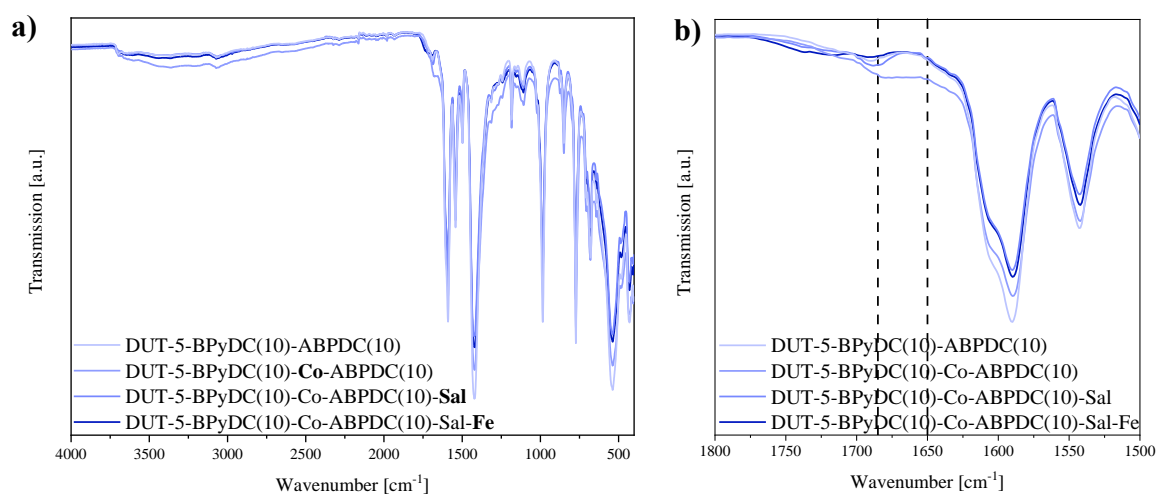 a)
Transmission [a.u.]
DUT-5-BPyDC(10)-ABPDC(10)
DUT-5-BPyDC(10)-Co-ABPDC(10)
DUT-5-BPyDC(10)-Co-ABPDC(10)-Sal
DUT-5-BPyDC(10)-Co-ABPDC(10)-Sal-Fe
4000 3500 3000 2500 2000 1500 1000 500
Wavenumber [cm⁻¹]
b)
Transmission [a.u.]
DUT-5-BPyDC(10)-ABPDC(10)
DUT-5-BPyDC(10)-Co-ABPDC(10)
DUT-5-BPyDC(10)-Co-ABPDC(10)-Sal
DUT-5-BPyDC(10)-Co-ABPDC(10)-Sal-Fe
1800 1750 1700 1650 1600 1550 1500
Wavenumber [cm⁻¹]